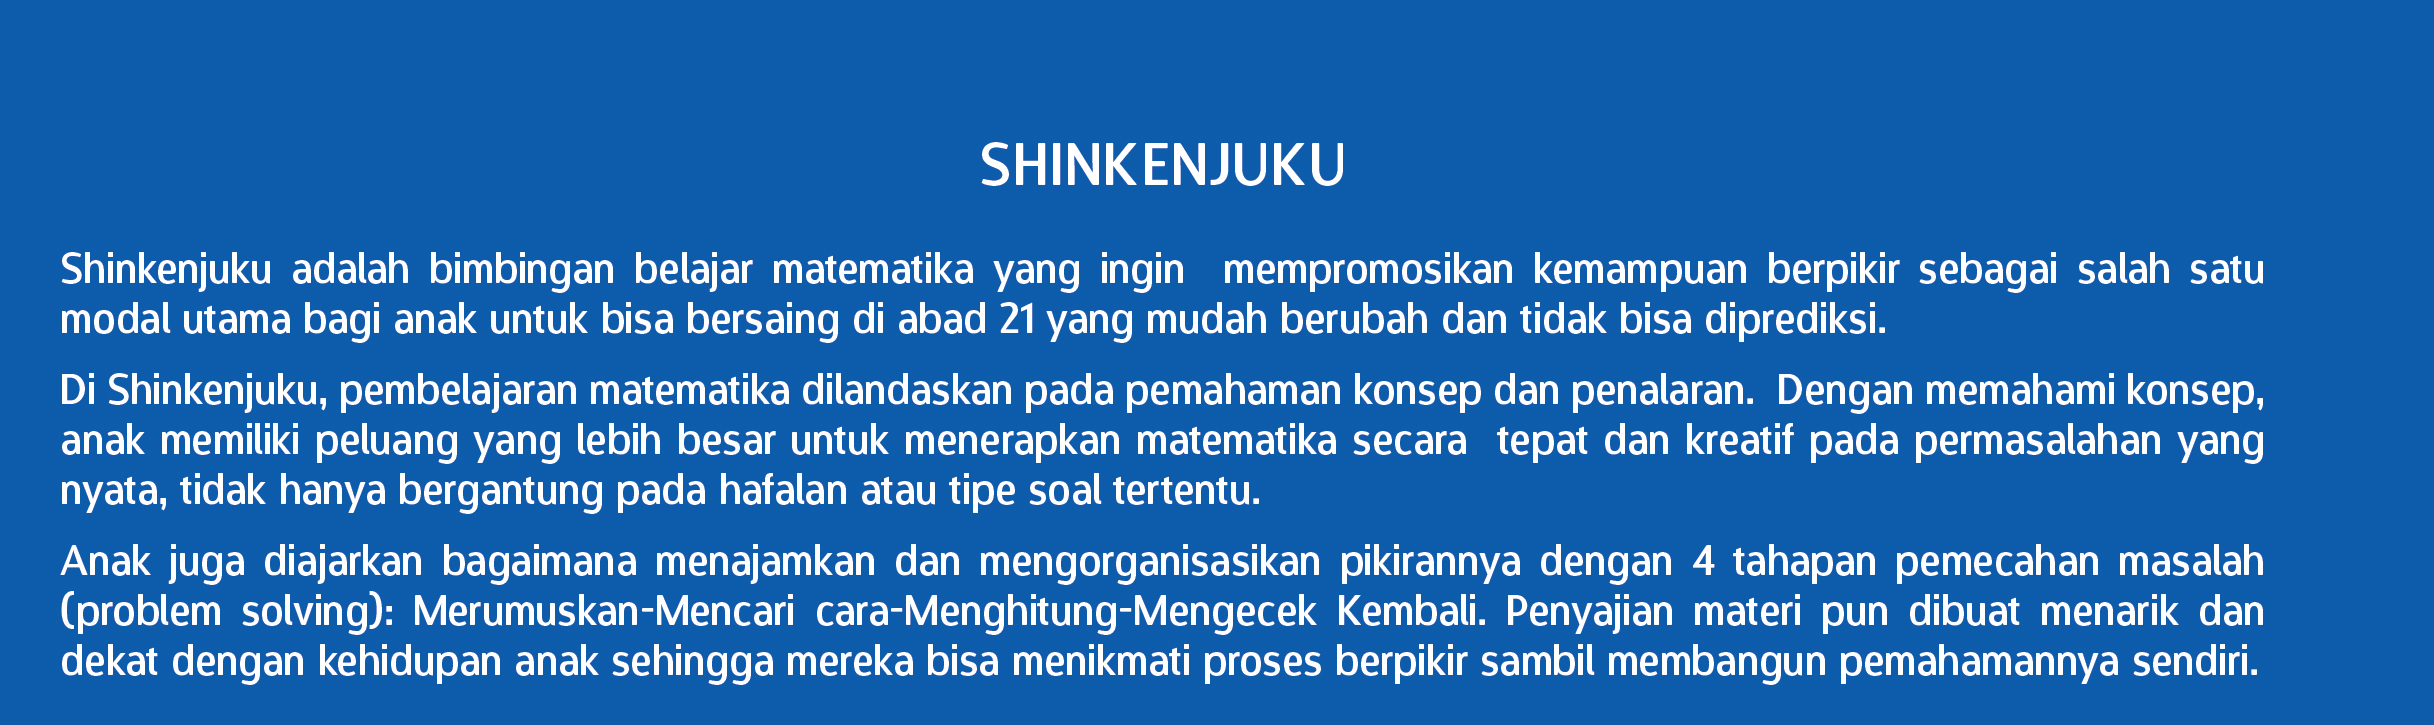 SHINKENJUKU
Shinkenjuku adalah bimbingan belajar matematika yang ingin mempromosikan kemampuan berpikir sebagai salah satu
modal utama bagi anak untuk bisa bersaing di abad 21 yang mudah berubah dan tidak bisa diprediksi.
Di Shinkenjuku, pembelajaran matematika dilandaskan pada pemahaman konsep dan penalaran. Dengan memahami konsep,
anak memiliki peluang yang lebih besar untuk menerapkan matematika secara tepat dan kreatif pada permasalahan yang
nyata, tidak hanya bergantung pada hafalan atau tipe soal tertentu.
Anak juga diajarkan bagaimana menajamkan dan mengorganisasikan pikirannya dengan 4 tahapan pemecahan masalah
(problem solving): Merumuskan-Mencari cara-Menghitung-Mengecek Kembali. Penyajian materi pun dibuat menarik dan
dekat dengan kehidupan anak sehingga mereka bisa menikmati proses berpikir sambil membangun pemahamannya sendiri.